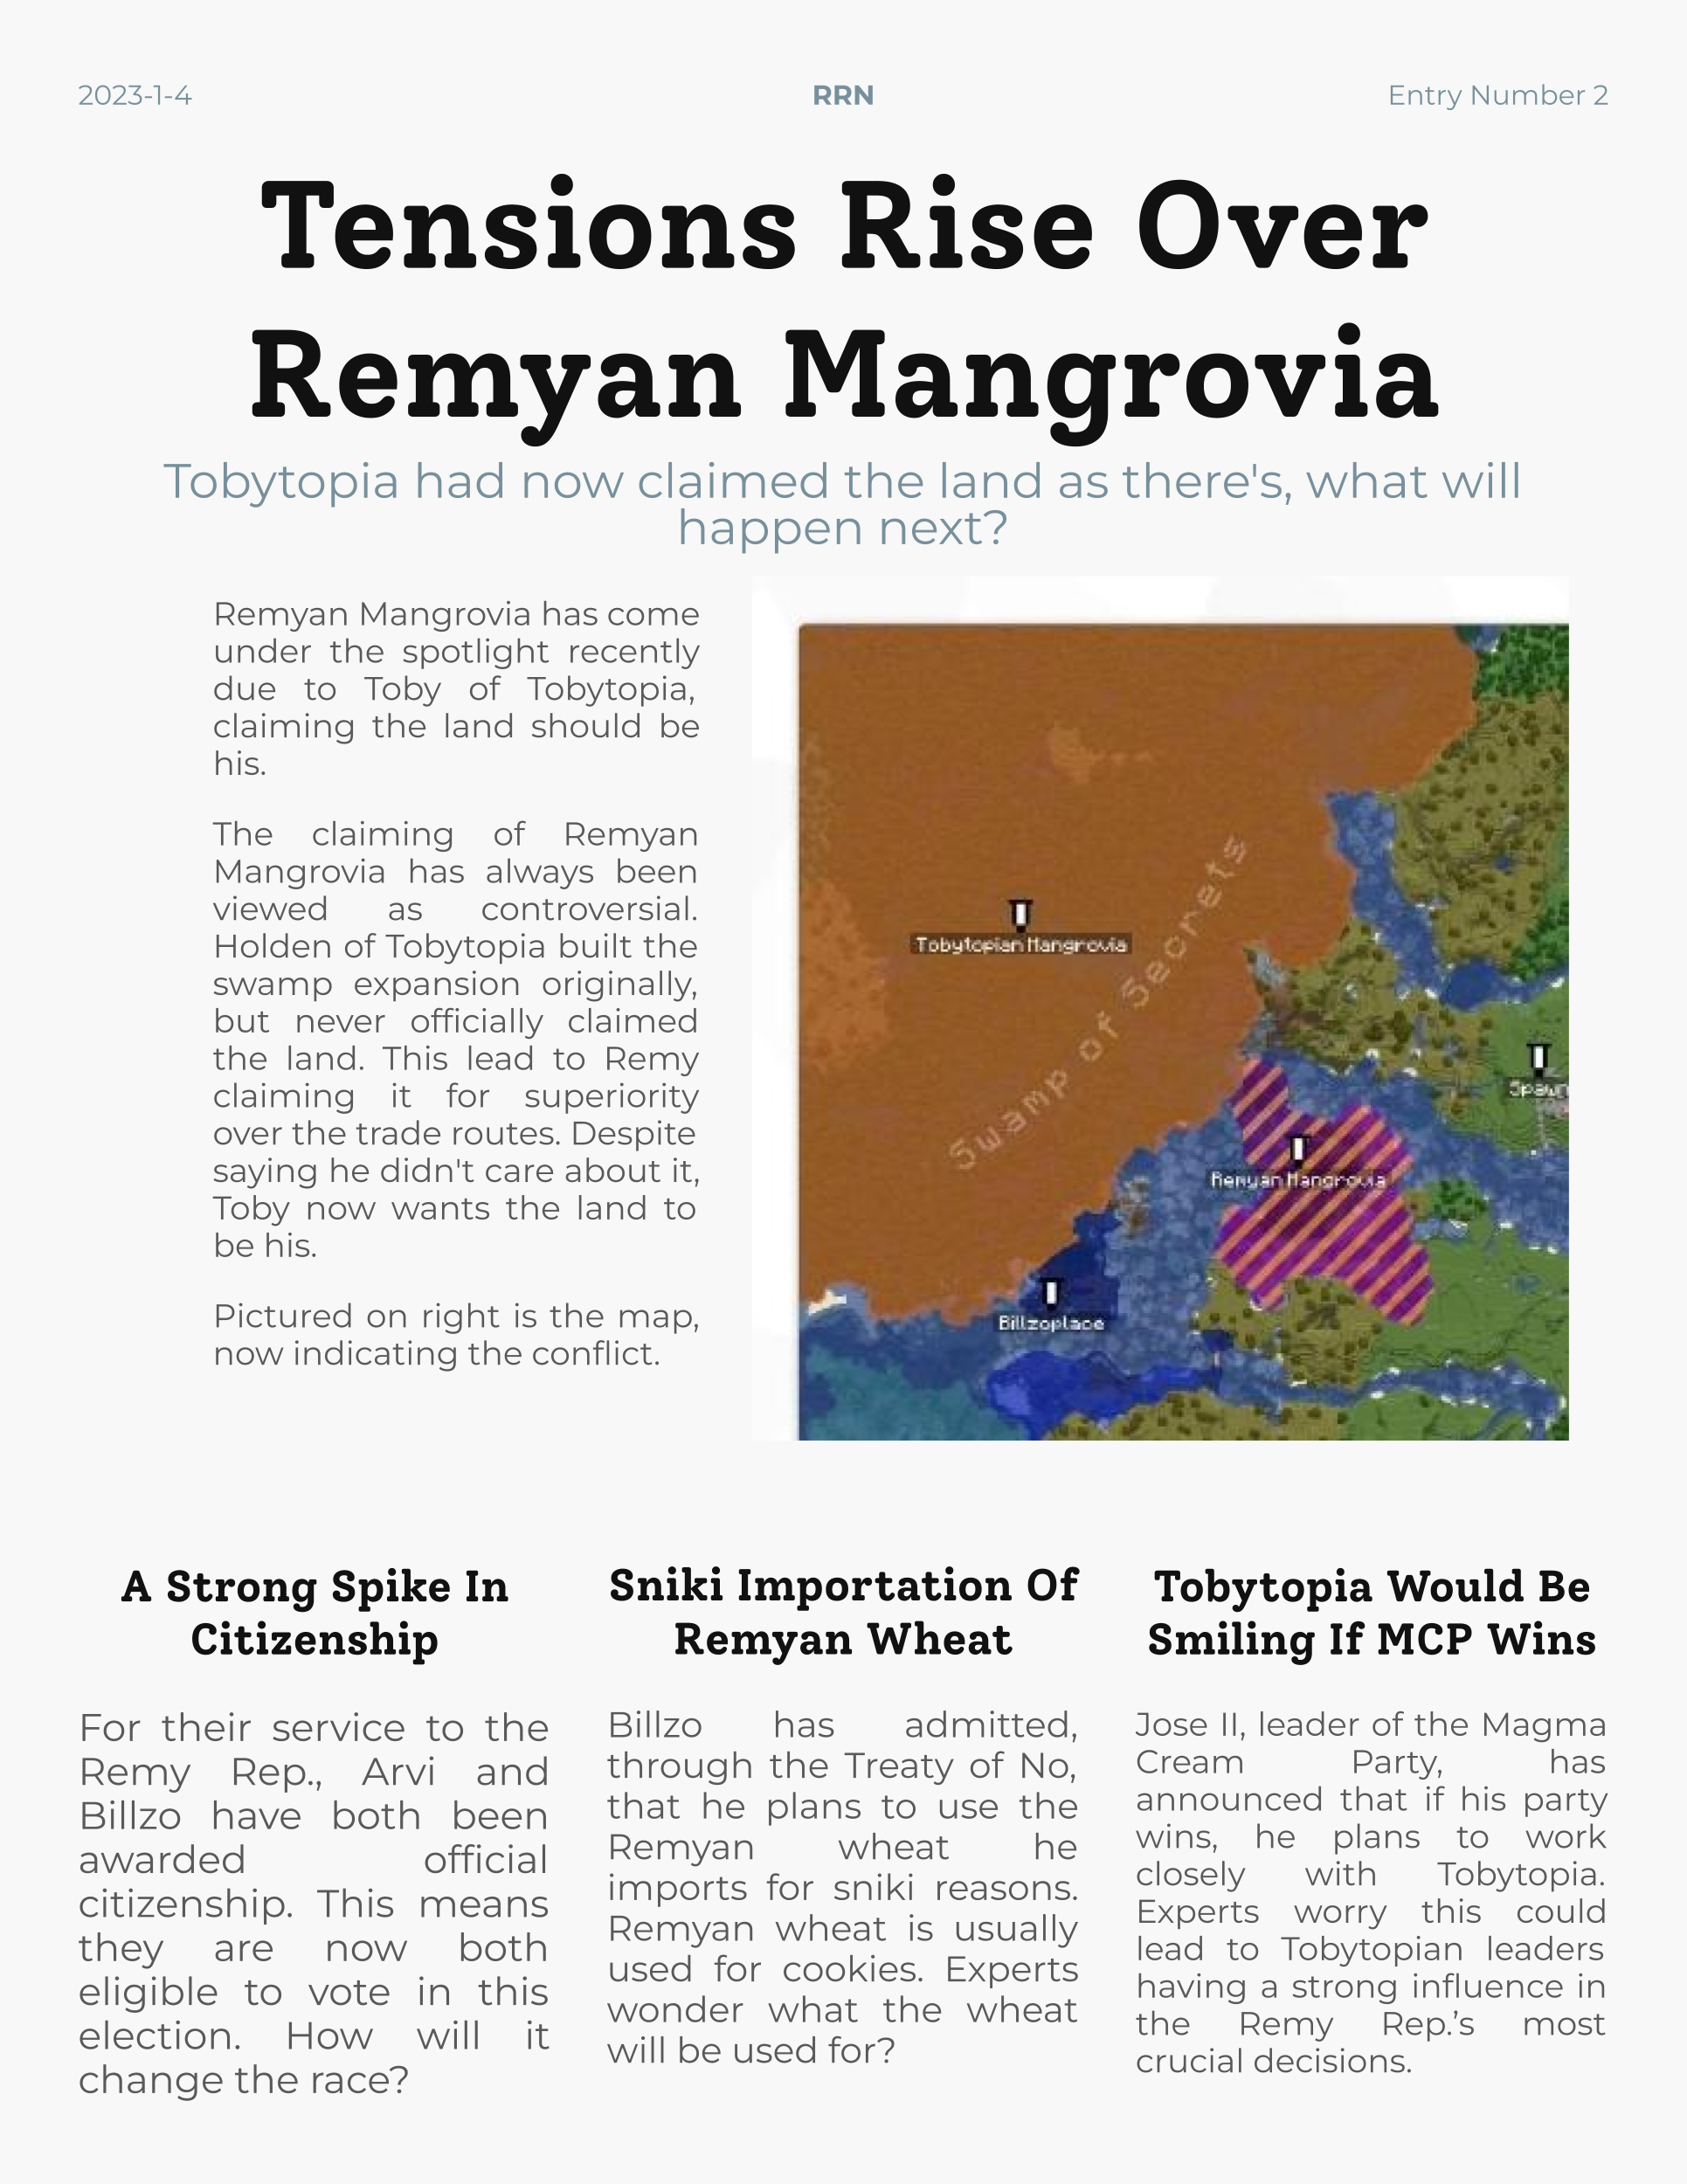 2023-1-4
RRN
Entry Number 2
Tensions Rise Over
Remyan Mangrovia
Tobytopia had now claimed the land as there's, what will
happen next?
Remyan Mangrovia has come
under the spotlight recently
due to Toby of Tobytopia,
claiming the land should be
his.
The claiming of Remyan
Mangrovia has always been
viewed as controversial.
Holden of Tobytopia built the
swamp expansion originally,
but never officially claimed
the land. This lead to Remy
claiming it for superiority
over the trade routes. Despite
saying he didn't care about it,
Toby now wants the land to
be his.
Pictured on right is the map,
now indicating the conflict.
Tobytopian Mangrovia
Swamp of Secrets
Spawn
Remyan Mangrovia
Billzoplace
A Strong Spike In
Citizenship
For their service to the
Remy Rep., Arvi and
Billzo have both been
awarded official
citizenship. This means
they are now both
eligible to vote in this
election. How will it
change the race?
Sniki Importation Of
Remyan Wheat
Billzo has admitted,
through the Treaty of No,
that he plans to use the
Remyan wheat he
imports for sniki reasons.
Remyan wheat is usually
used for cookies. Experts
wonder what the wheat
will be used for?
Tobytopia Would Be
Smiling If MCP Wins
Jose II, leader of the Magma
Cream Party, has
announced that if his party
wins, he plans to work
closely with Tobytopia.
Experts worry this could
lead to Tobytopian leaders
having a strong influence in
the Remy Rep.’s most
crucial decisions.